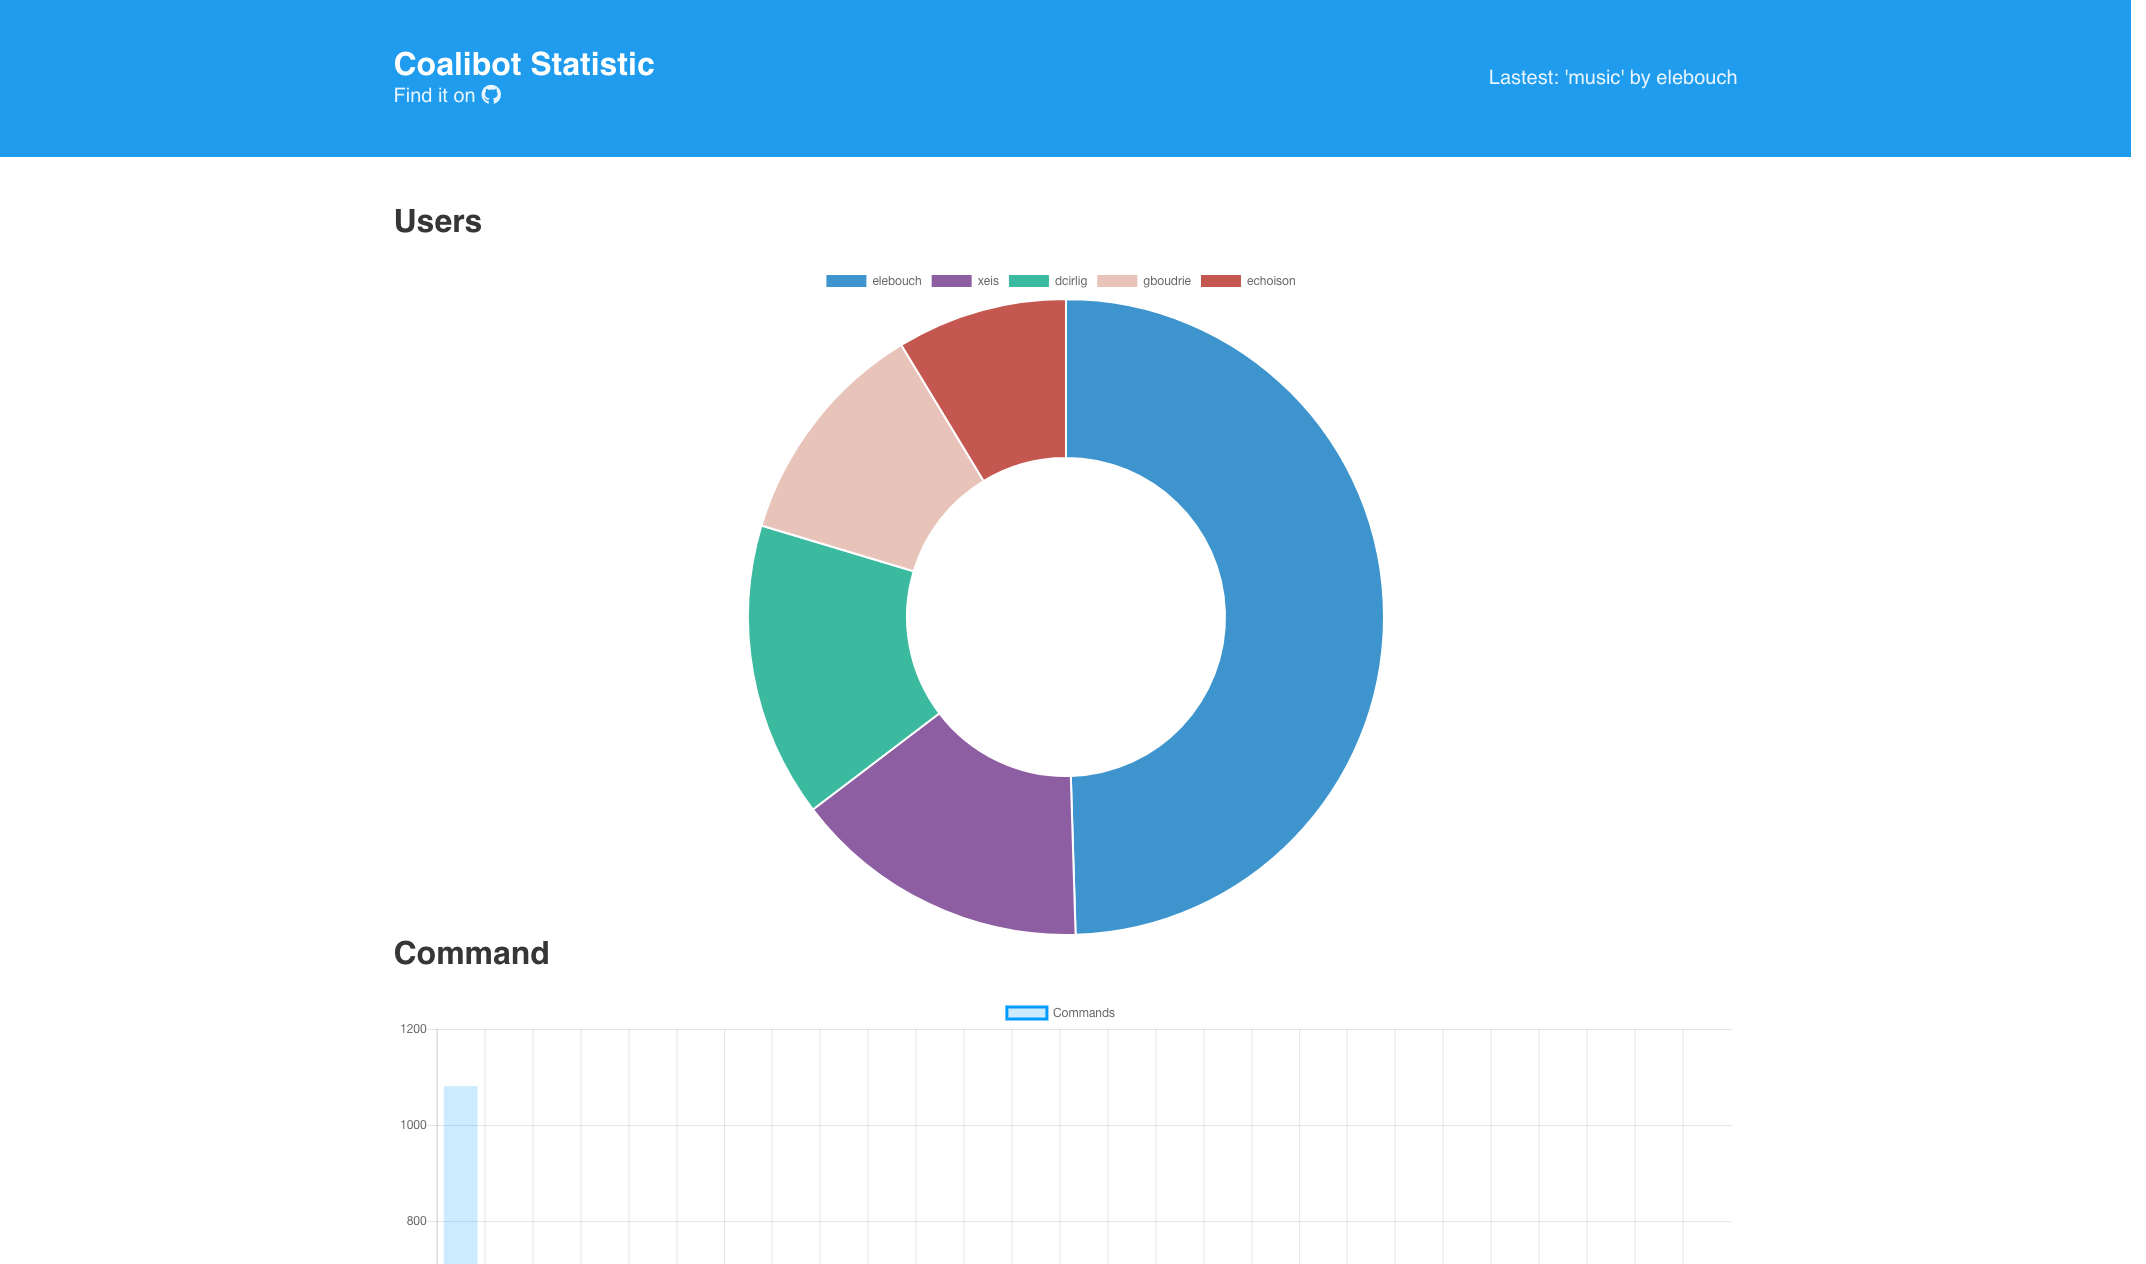 Coalibot Statistic
Find it on
Lastest: 'music' by elebouch
Users
elebouch xeis dcirlig gboudrie echoison
Command
Commands
1200
1000
800